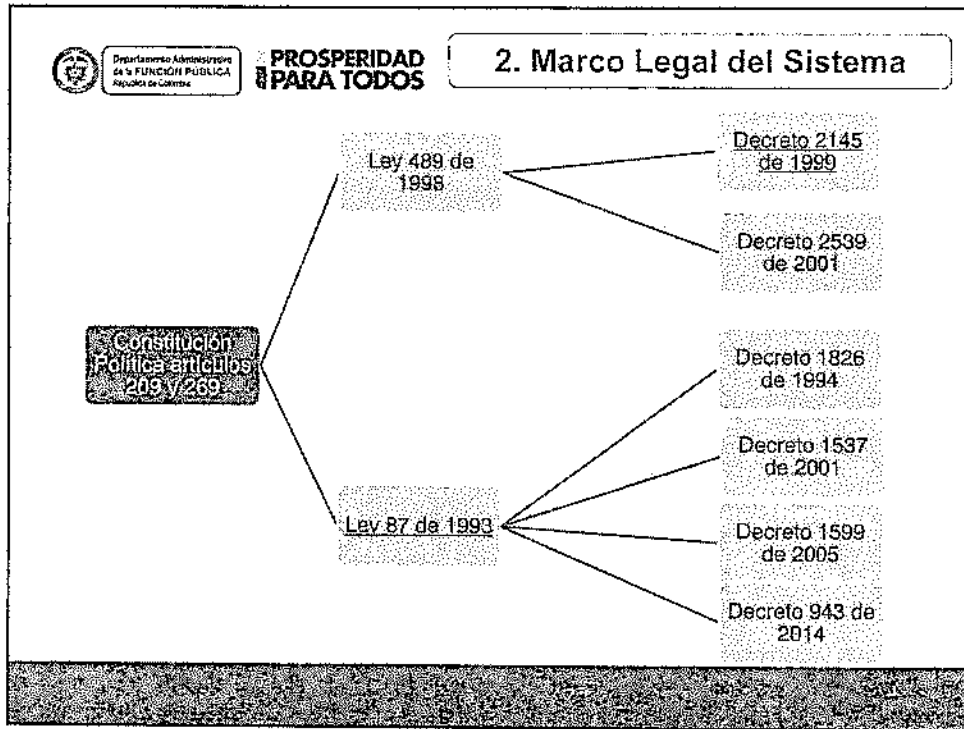 Departamento Administrativo
de la FUNCIÓN PÚBLICA
República de Colombia
PROSPERIDAD
PARA TODOS
2. Marco Legal del Sistema
Ley 489 de
1998
Decreto 2145
de 1999
Decreto 2539
de 2001
Constitución
Política artículos
209 y 269
Decreto 1826
de 1994
Decreto 1537
de 2001
Ley 87 de 1993
Decreto 1599
de 2005
Decreto 943 de
2014